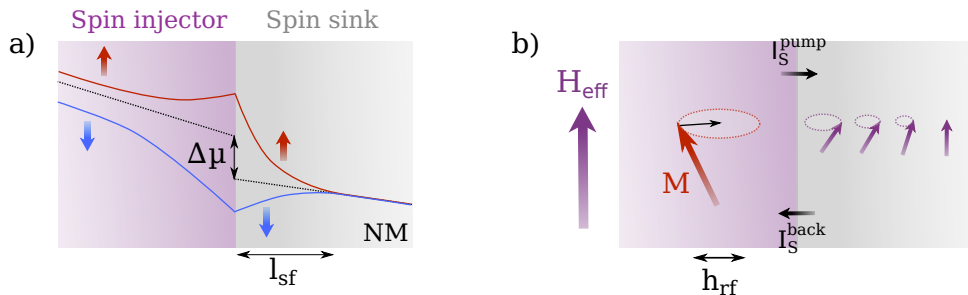 Spin injector Spin sink
a)
Δμ
NM
l_sf
b)
I_S^pump
H_eff
M
I_S^back
h_rf